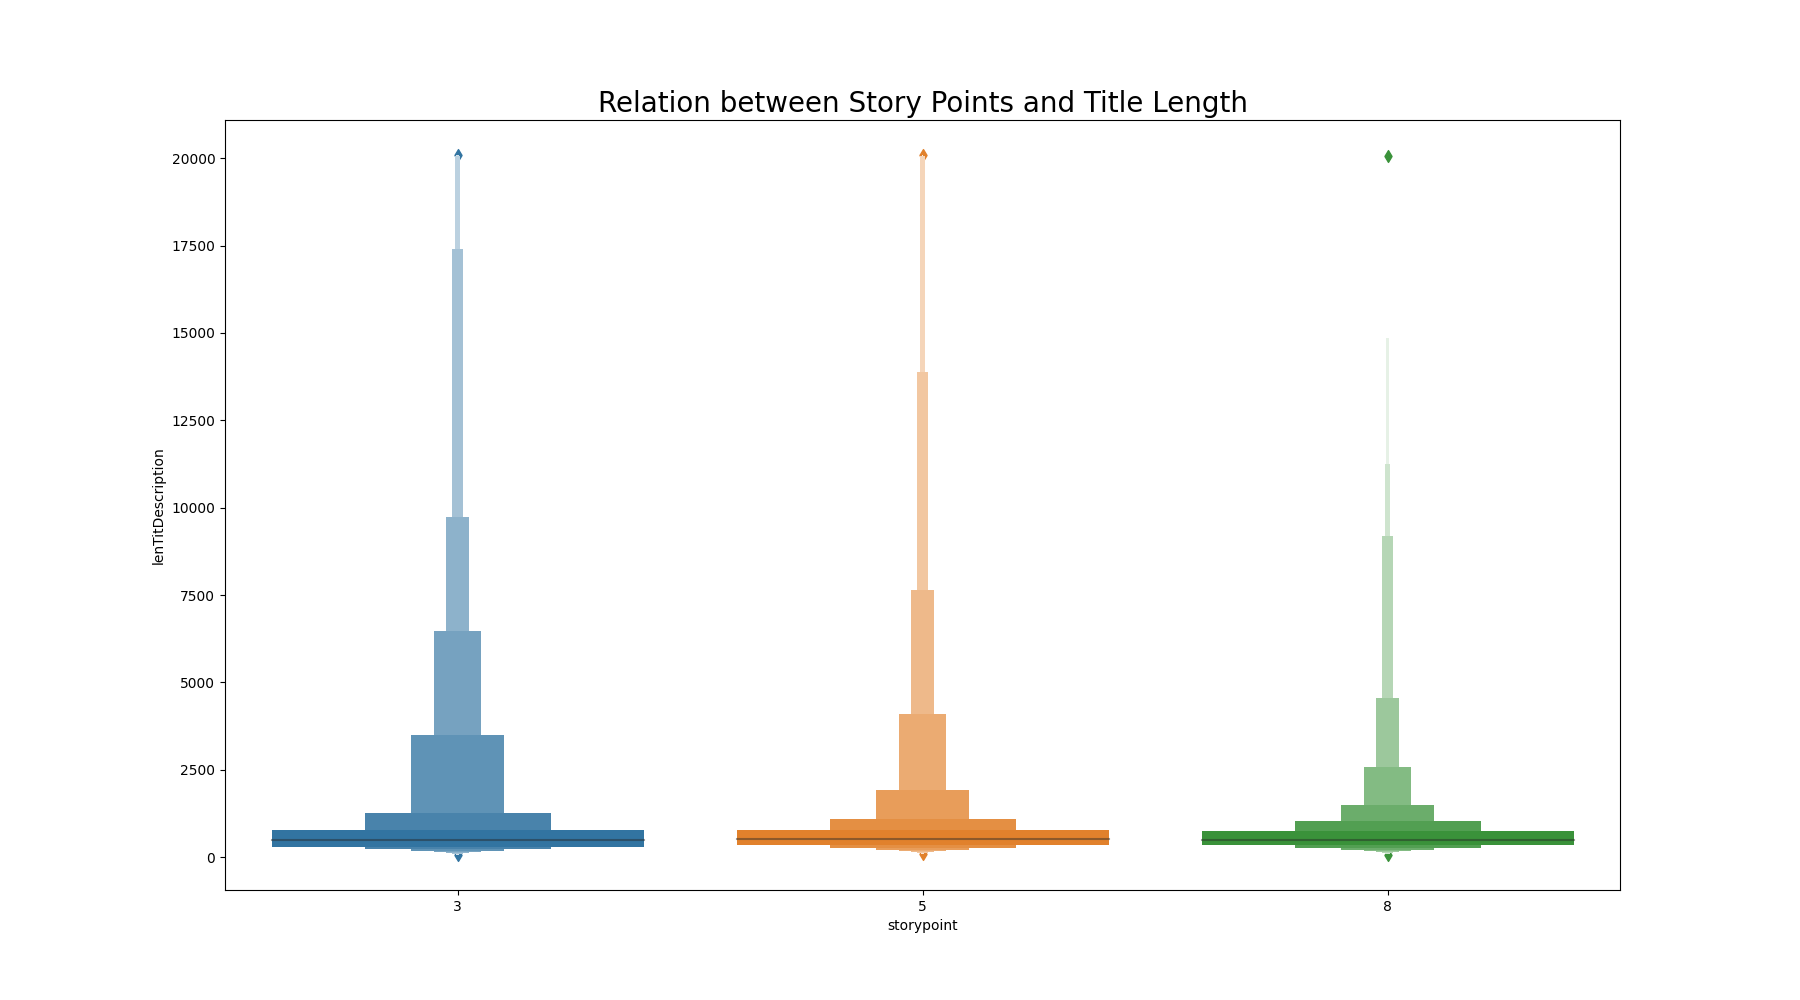 Relation between Story Points and Title Length
20000
17500
15000
12500
10000
7500
5000
2500
0
lenTitDescription
3 5 8
storypoint